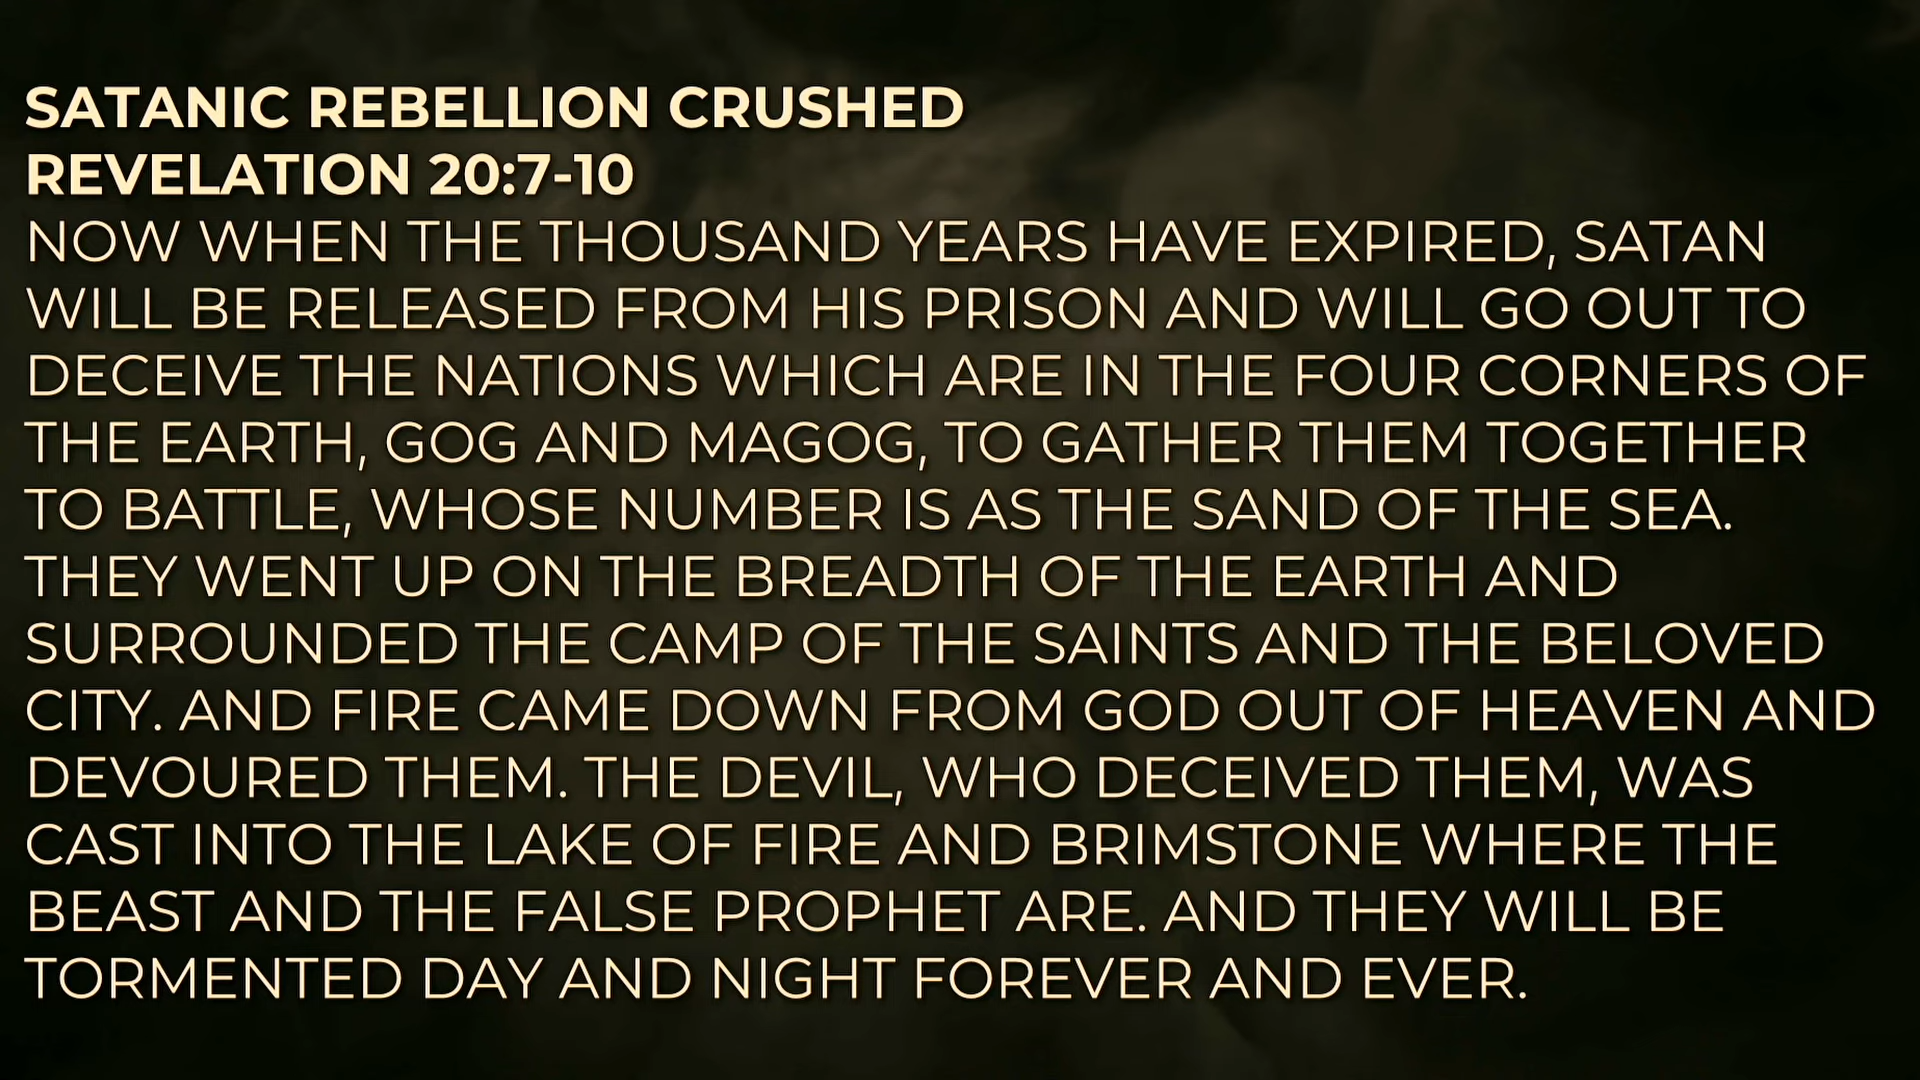 SATANIC REBELLION CRUSHED
REVELATION 20:7-10
NOW WHEN THE THOUSAND YEARS HAVE EXPIRED, SATAN
WILL BE RELEASED FROM HIS PRISON AND WILL GO OUT TO
DECEIVE THE NATIONS WHICH ARE IN THE FOUR CORNERS OF
THE EARTH, GOG AND MAGOG, TO GATHER THEM TOGETHER
TO BATTLE, WHOSE NUMBER IS AS THE SAND OF THE SEA.
THEY WENT UP ON THE BREADTH OF THE EARTH AND
SURROUNDED THE CAMP OF THE SAINTS AND THE BELOVED
CITY. AND FIRE CAME DOWN FROM GOD OUT OF HEAVEN AND
DEVOURED THEM. THE DEVIL, WHO DECEIVED THEM, WAS
CAST INTO THE LAKE OF FIRE AND BRIMSTONE WHERE THE
BEAST AND THE FALSE PROPHET ARE. AND THEY WILL BE
TORMENTED DAY AND NIGHT FOREVER AND EVER.